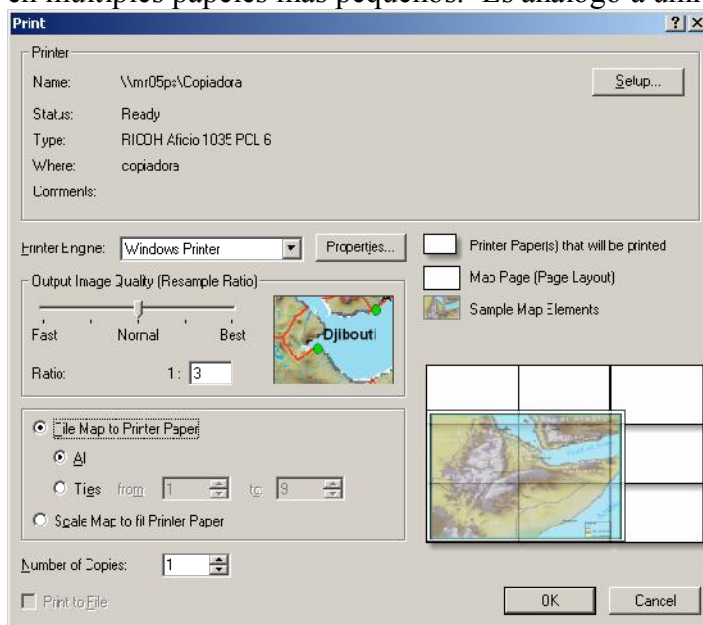 en múltiples papeles más pequeños. Es análogo a unir
Print
Printer
Name: \\mr05ps\Copiadora
Setup...
Status: Ready
Type: RICOH Aficio 1035 PCL 6
Where: copiadora
Comments:
Printer Engine: Windows Printer
Properties...
Printer Paper(s) that will be printed
Map Page (Page Layout)
Sample Map Elements
Output Image Quality (Resample Ratio)
Fast Normal Best
Djibouti
Ratio: 1: 3
Tile Map to Printer Paper
All
Tiles from: 1 to: 9
Scale Map to fit Printer Paper
Number of Copies: 1
Print to File
OK
Cancel